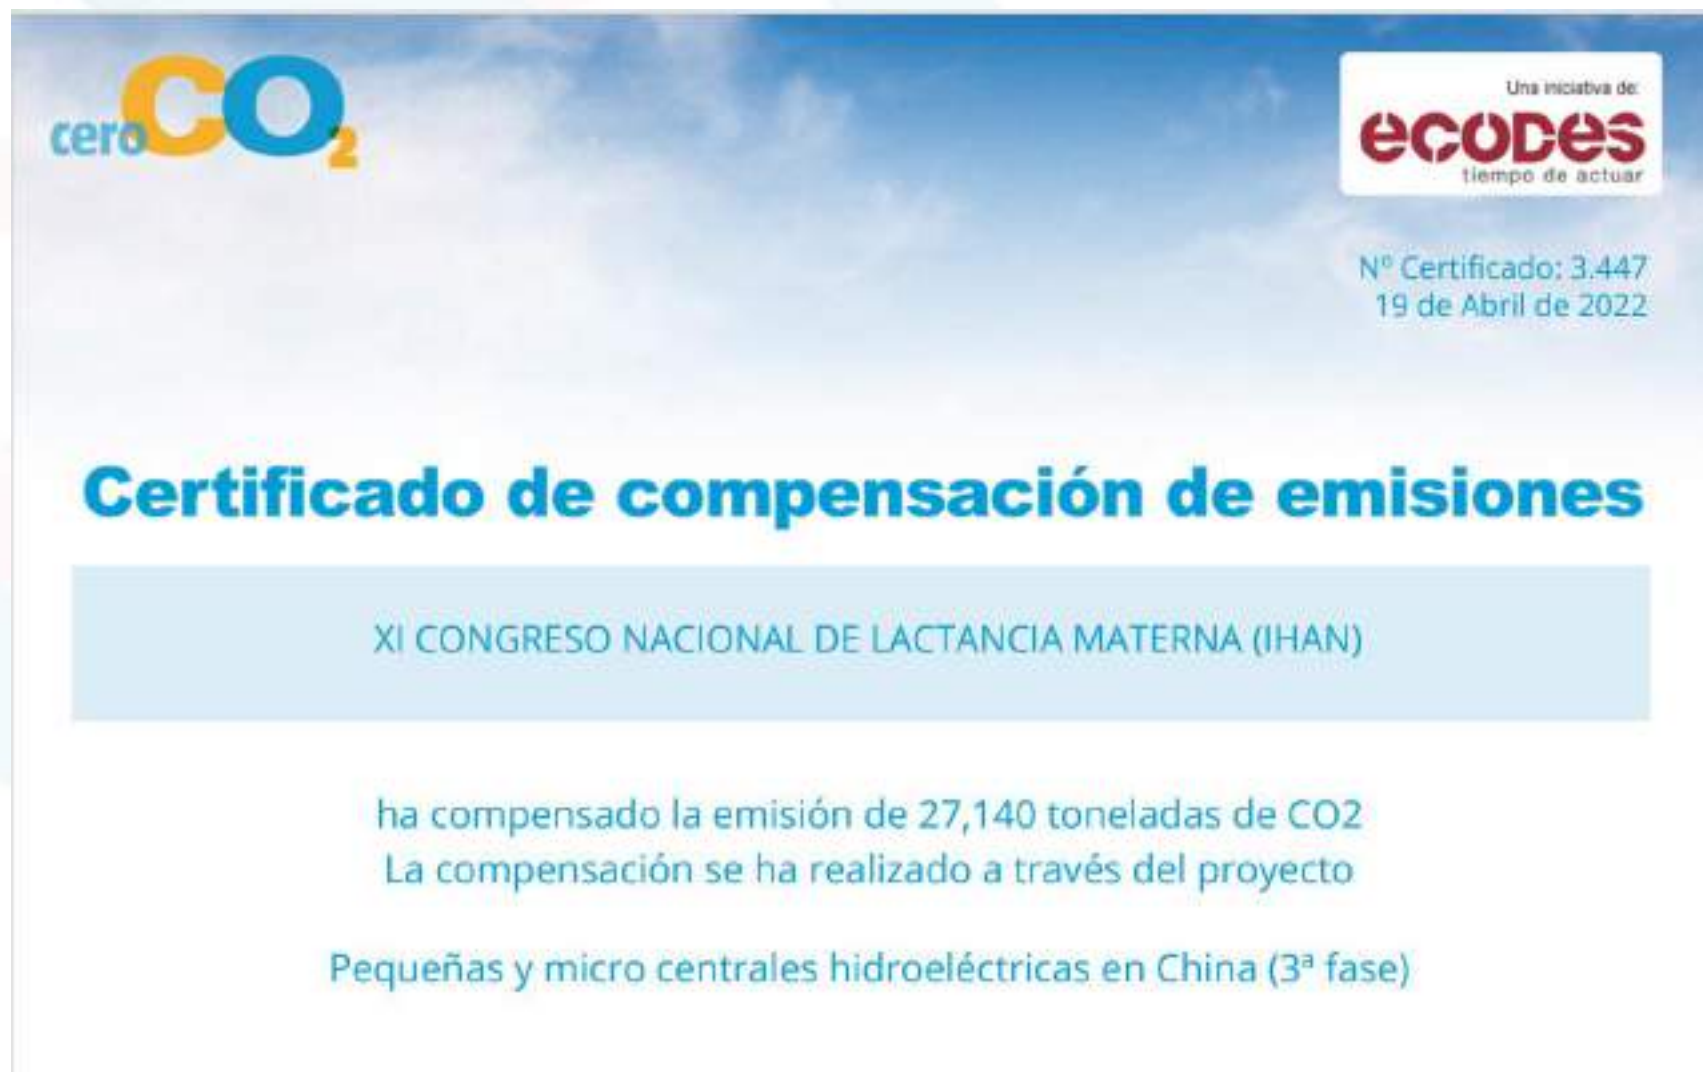 ceroCO2
Una iniciativa de:
ecodes
tiempo de actuar
Nº Certificado: 3.447
19 de Abril de 2022
Certificado de compensación de emisiones
XI CONGRESO NACIONAL DE LACTANCIA MATERNA (IHAN)
ha compensado la emisión de 27,140 toneladas de CO2
La compensación se ha realizado a través del proyecto
Pequeñas y micro centrales hidroeléctricas en China (3ª fase)